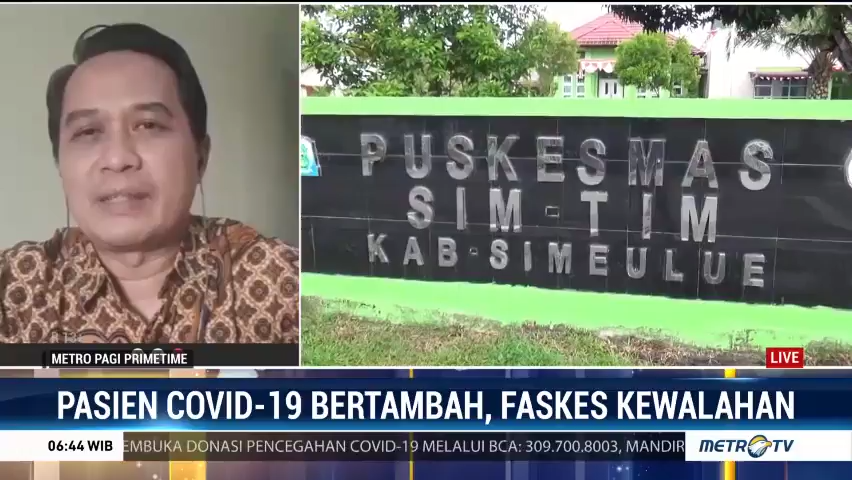 PUSKESMAS
SIM-TIM
KAB-SIMEULUE
METRO PAGI PRIMETIME
LIVE
PASIEN COVID-19 BERTAMBAH, FASKES KEWALAHAN
06:44 WIB
EMBUKA DONASI PENCEGAHAN COVID-19 MELALUI BCA: 309.700.8003, MANDIR
METRO TV